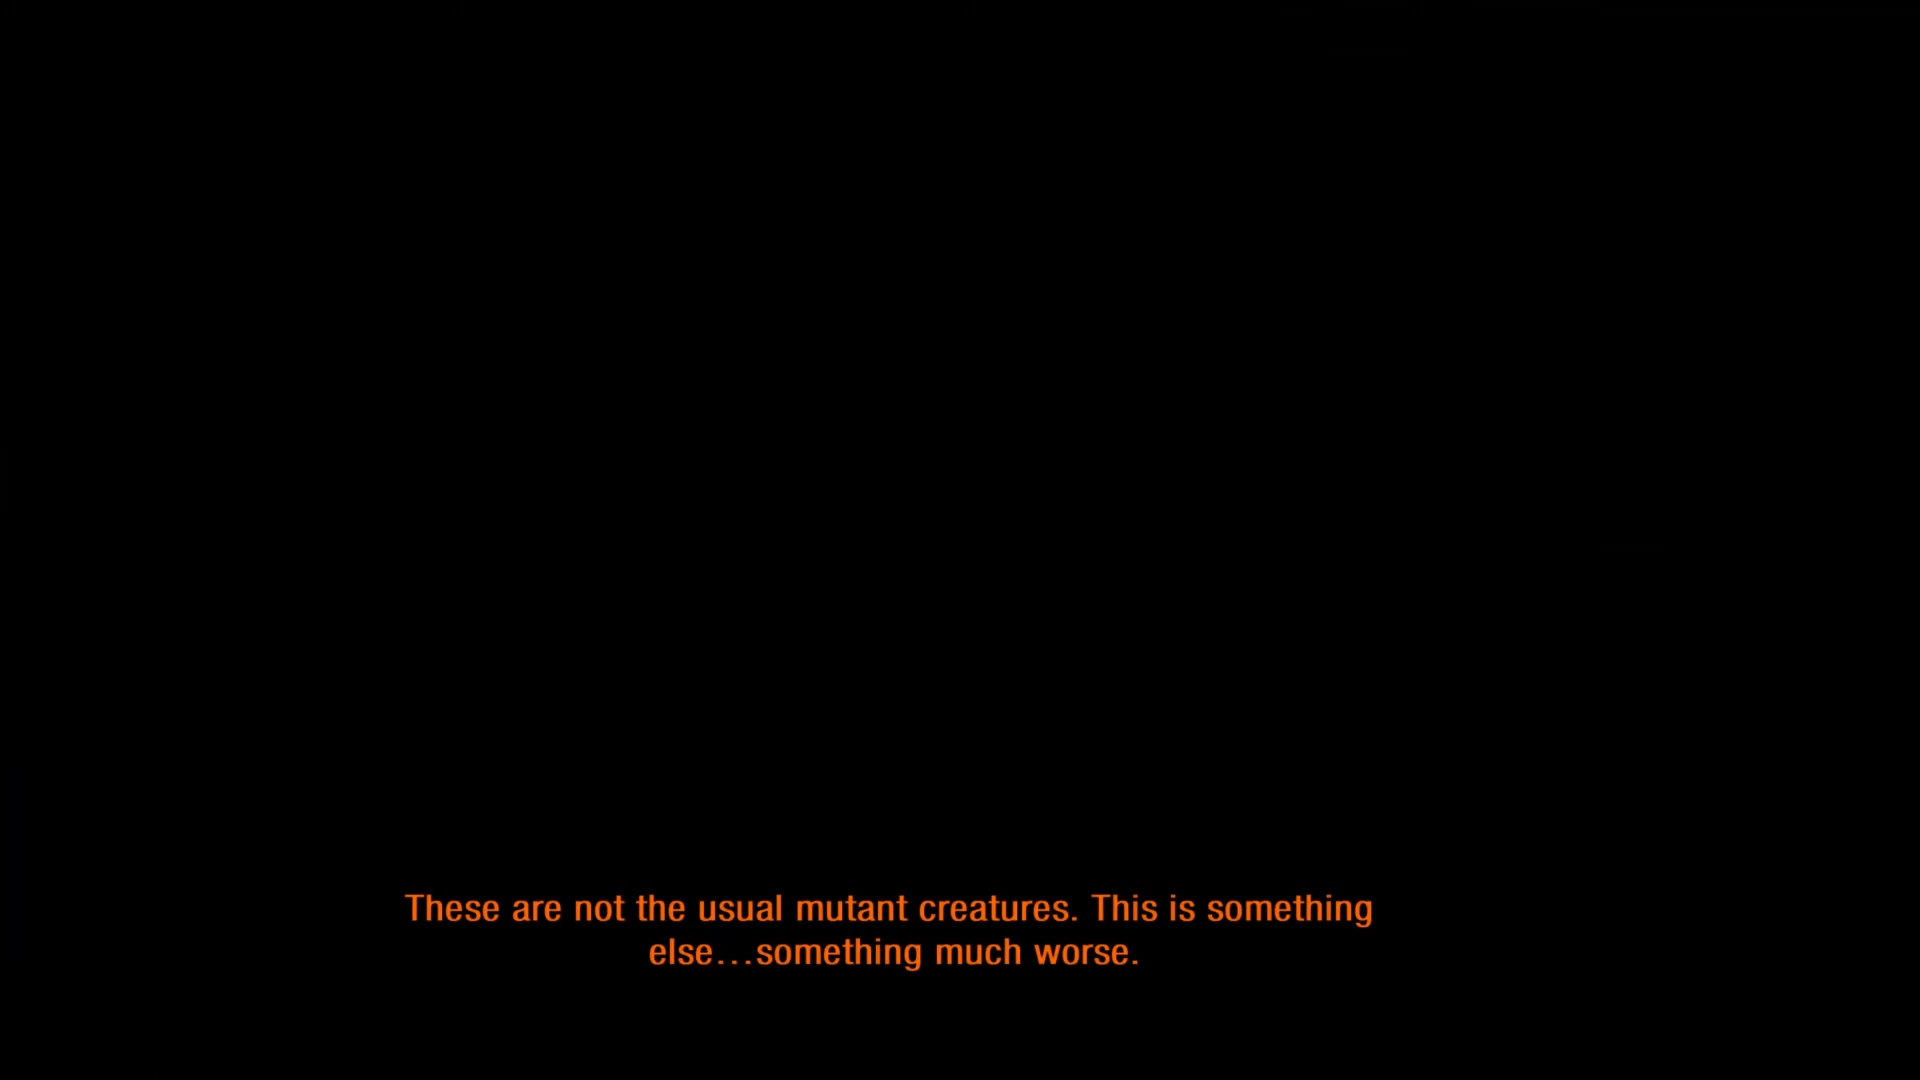 These are not the usual mutant creatures. This is something
else...something much worse.